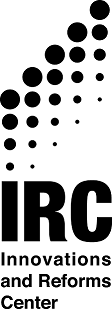 IRC
Innovations
and Reforms
Center